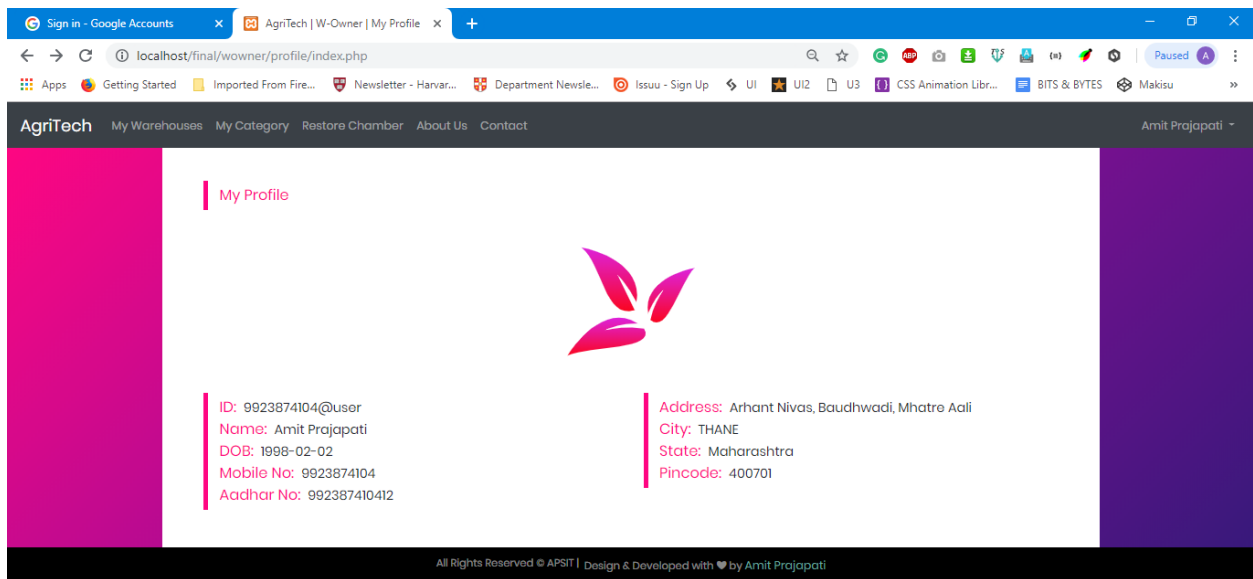 Sign in - Google Accounts
AgriTech | W-Owner | My Profile
localhost/final/wowner/profile/index.php
ABP
Paused
A
Apps
Getting Started
Imported From Fire...
Newsletter - Harvar...
Department Newsle...
Issuu - Sign Up
UI
UI2
U3
CSS Animation Libr...
BITS & BYTES
Makisu
AgriTech My Warehouses My Category Restore Chamber About Us Contact Amit Prajapati
My Profile
ID: 9923874104@user
Name: Amit Prajapati
DOB: 1998-02-02
Mobile No: 9923874104
Aadhar No: 992387410412
Address: Arhant Nivas, Baudhwadi, Mhatre Aali
City: THANE
State: Maharashtra
Pincode: 400701
All Rights Reserved © APSIT | Design & Developed with ♥ by Amit Prajapati